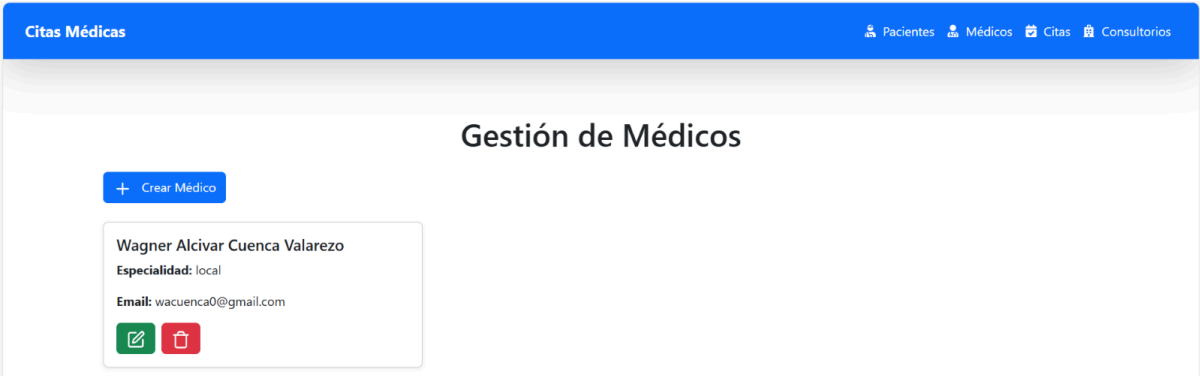 Citas Médicas
Pacientes Médicos Citas Consultorios
Gestión de Médicos
Crear Médico
Wagner Alcivar Cuenca Valarezo
Especialidad: local
Email: wacuenca0@gmail.com